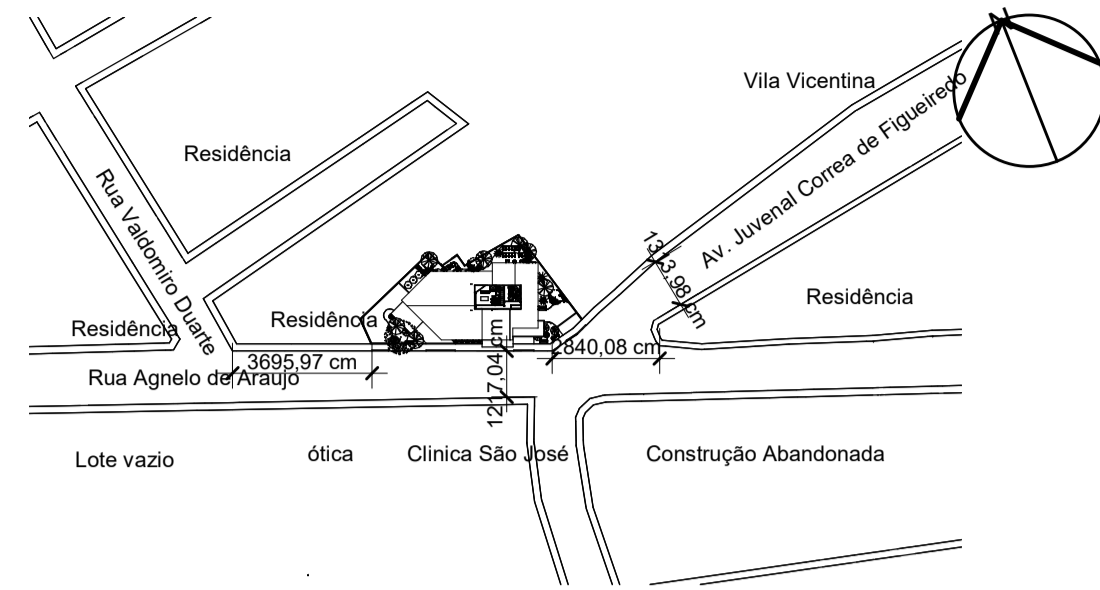 N
Vila Vicentina
Av. Juvenal Correa de Figueiredo
Residência
Rua Valdomiro Duarte
1313,98 cm
Residência
Residência
Residência
2840,08 cm
3695,97 cm
1217,04 cm
Rua Agnelo de Araujo
Lote vazio
ótica
Clinica São José
Construção Abandonada